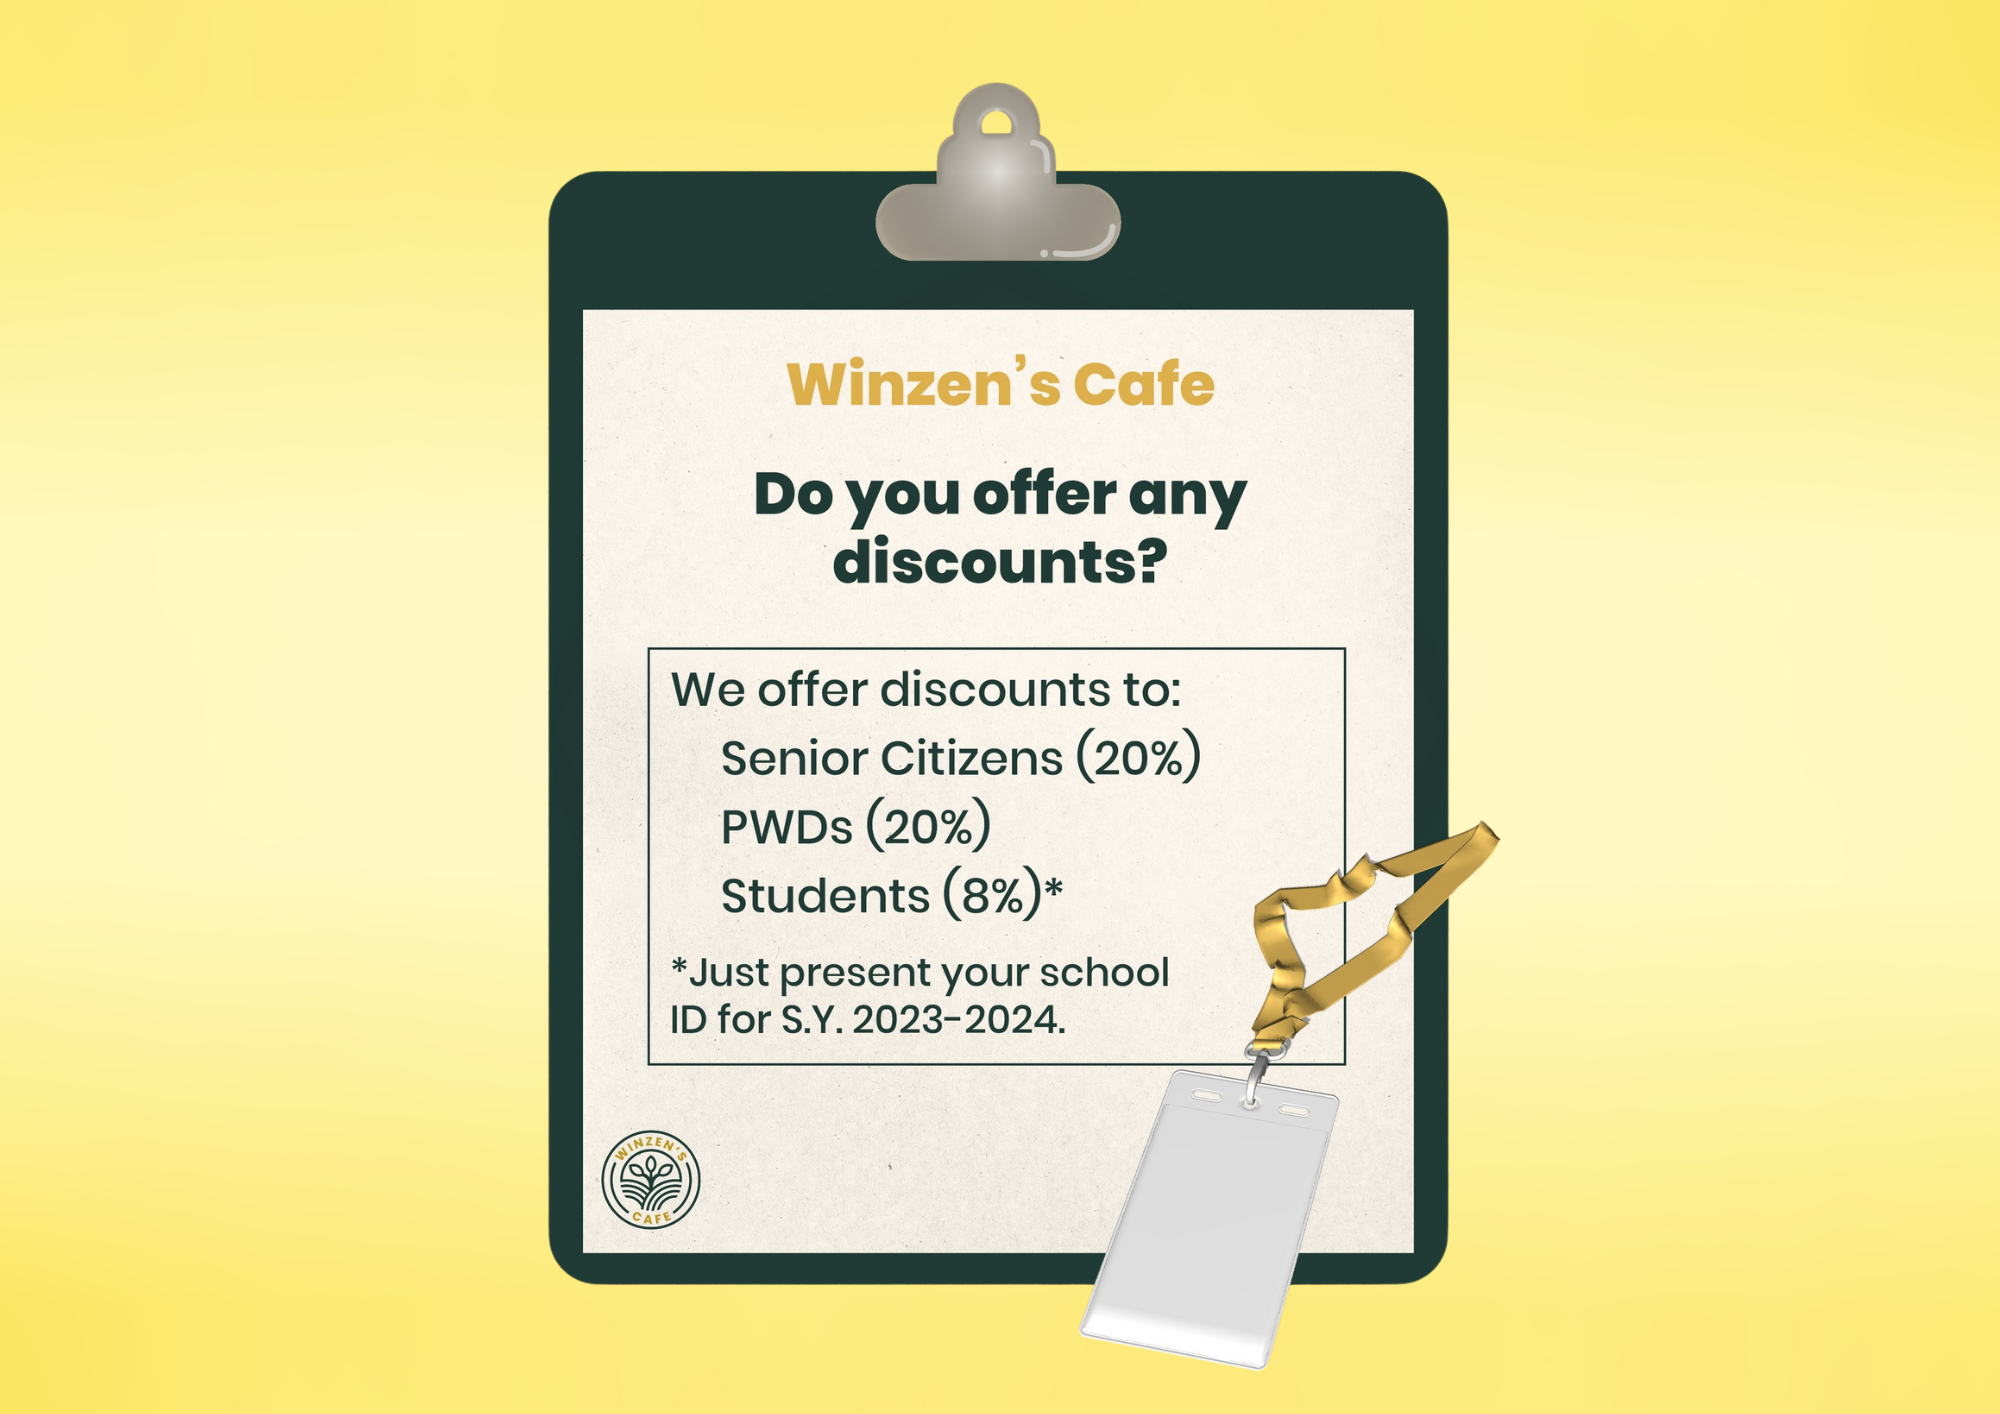 Winzen’s Cafe
Do you offer any
discounts?
We offer discounts to:
Senior Citizens (20%)
PWDs (20%)
Students (8%)*
*Just present your school
ID for S.Y. 2023-2024.
WINZEN'S
CAFE